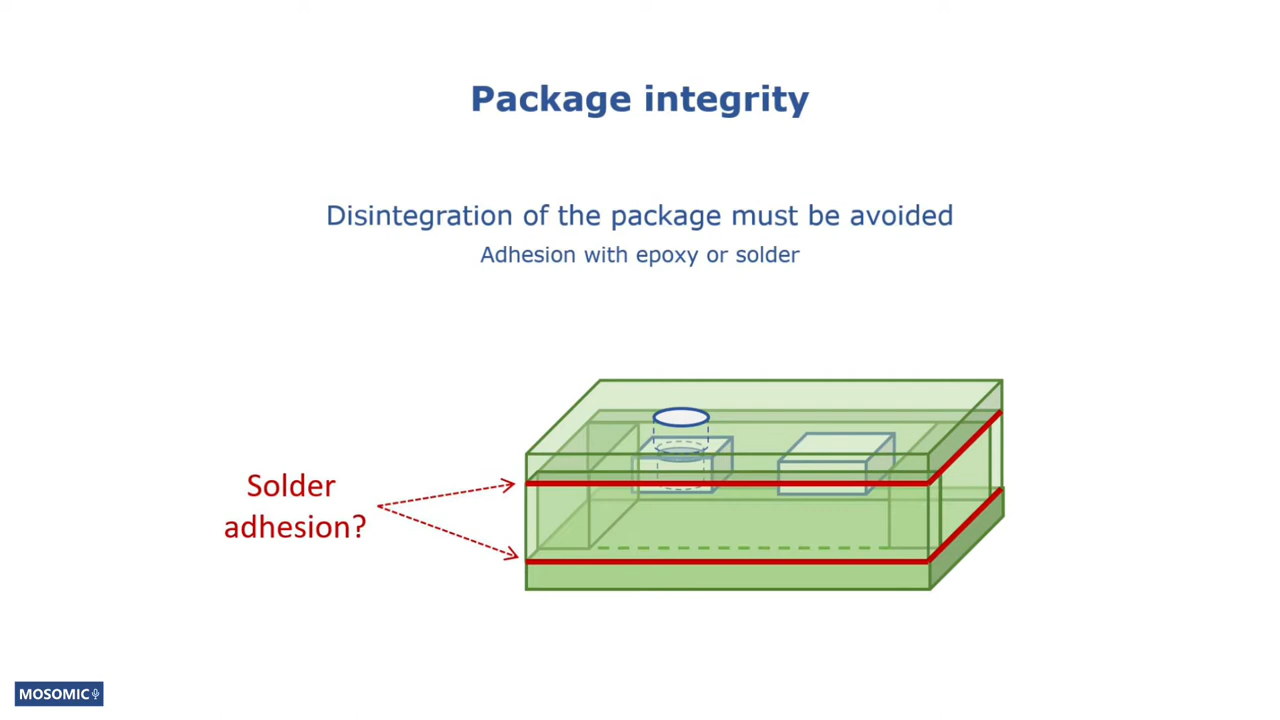 Package integrity
Disintegration of the package must be avoided
Adhesion with epoxy or solder
Solder
adhesion?
MOSOMIC